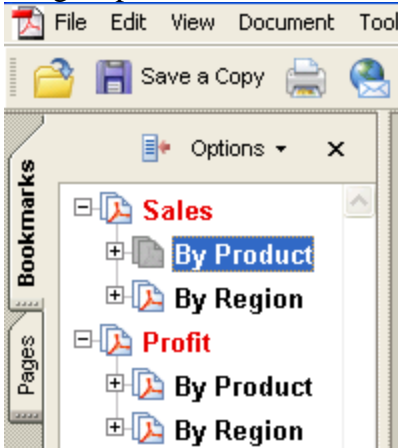 File Edit View Document
Save a Copy
Options
Bookmarks
Sales
By Product
By Region
Pages
Profit
By Product
By Region